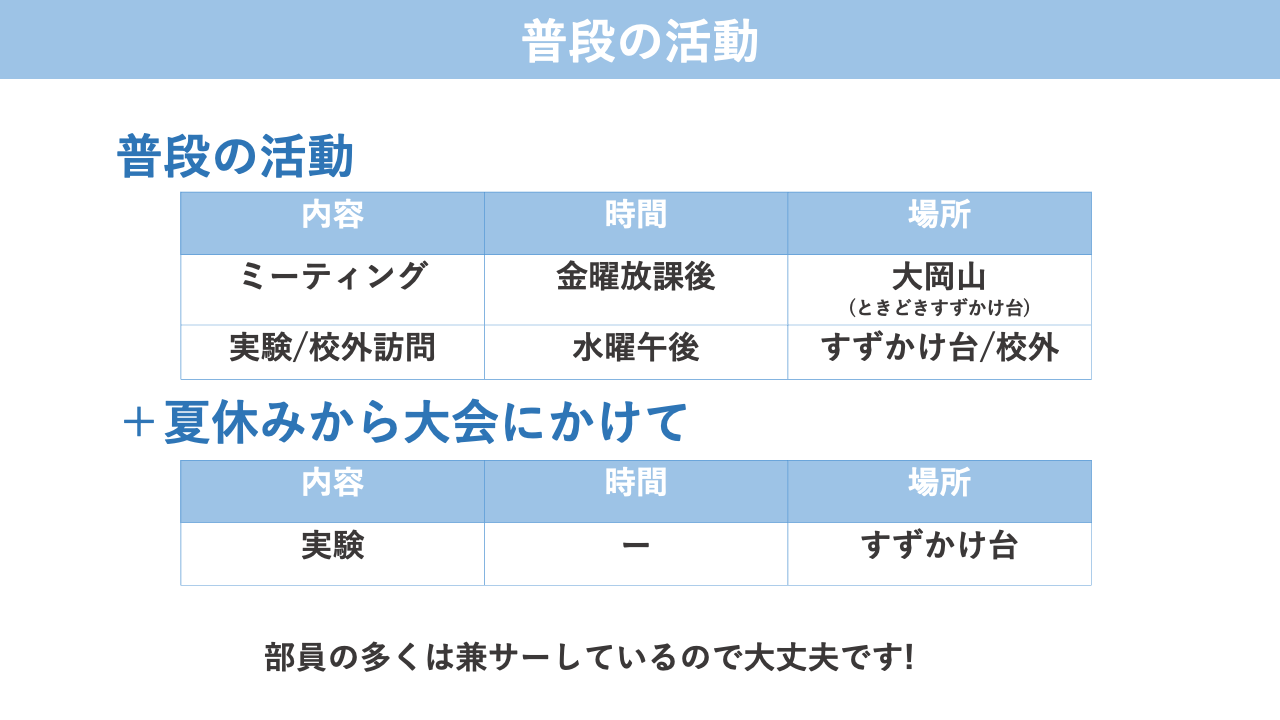 普段の活動
普段の活動
内容 時間 場所
ミーティング 金曜放課後 大岡山
(ときどきすずかけ台)
実験/校外訪問 水曜午後 すずかけ台/校外
＋夏休みから大会にかけて
内容 時間 場所
実験 ー すずかけ台
部員の多くは兼サーしているので大丈夫です!